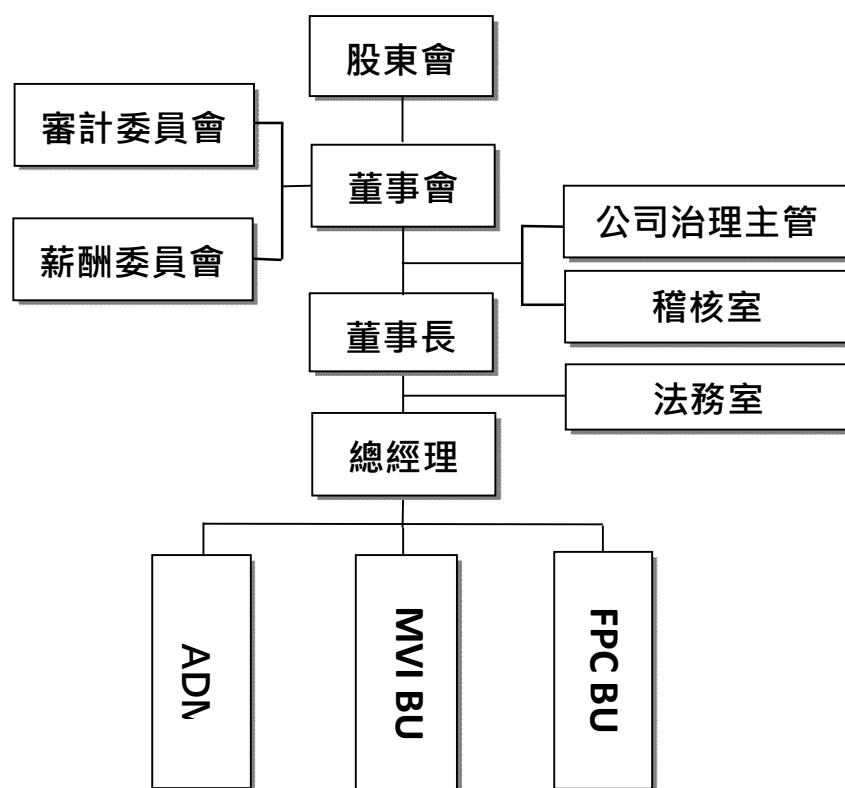 股東會
審計委員會
董事會
薪酬委員會
公司治理主管
稽核室
董事長
法務室
總經理
MVI BU
FPC BU